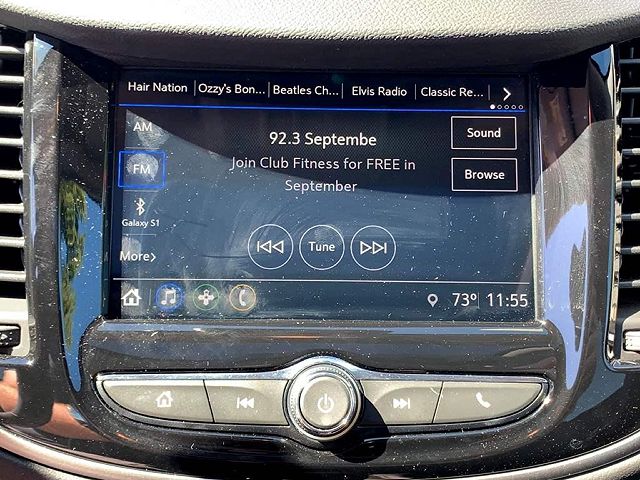 Hair Nation Ozzy's Bon... Beatles Ch... Elvis Radio Classic Re...
AM
92.3 Septembe
Sound
FM
Join Club Fitness for FREE in
September
Browse
Galaxy S1
Tune
More
73° 11:55